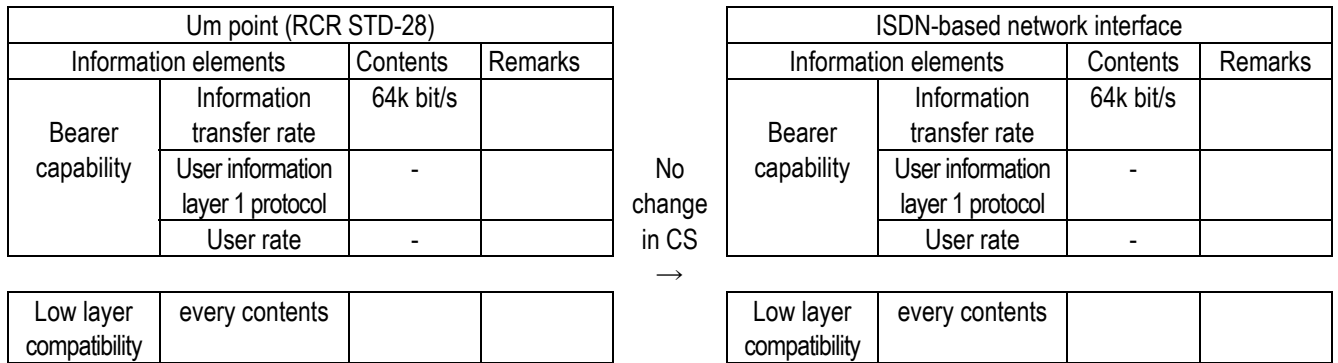 Um point (RCR STD-28)
Information elements Contents Remarks
Bearer capability
Information transfer rate 64k bit/s
User information layer 1 protocol -
User rate -
Low layer compatibility every contents
No
change
in CS
→
ISDN-based network interface
Information elements Contents Remarks
Bearer capability
Information transfer rate 64k bit/s
User information layer 1 protocol -
User rate -
Low layer compatibility every contents